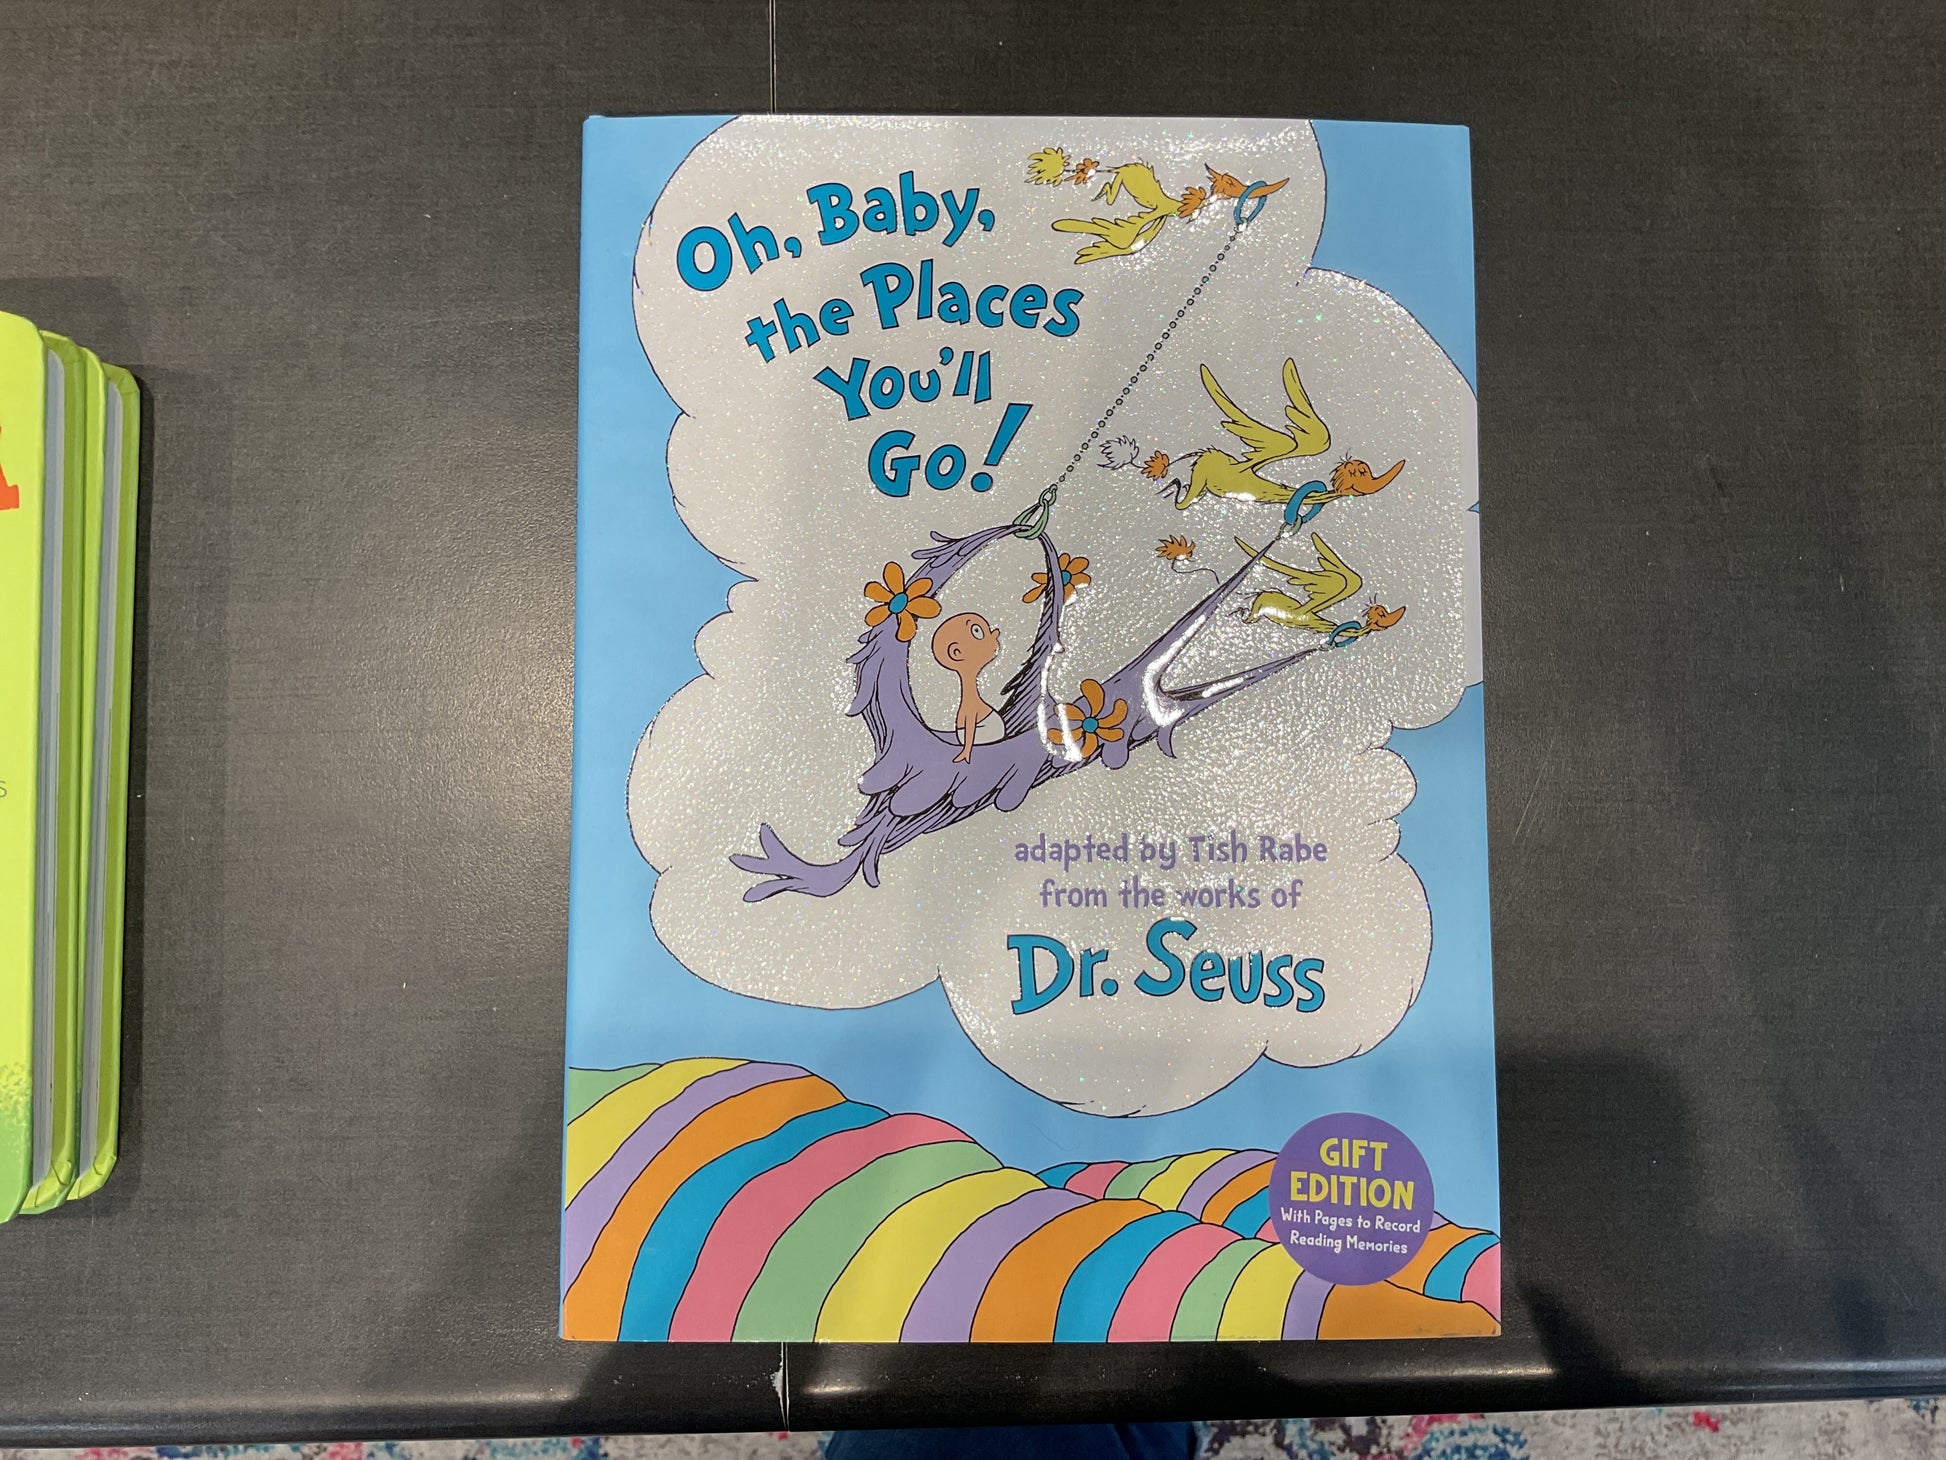 Oh, Baby,
the Places
You'll
Go!
adapted by Tish Rabe
from the works of
Dr. Seuss
GIFT
EDITION
With Pages to Record
Reading Memories